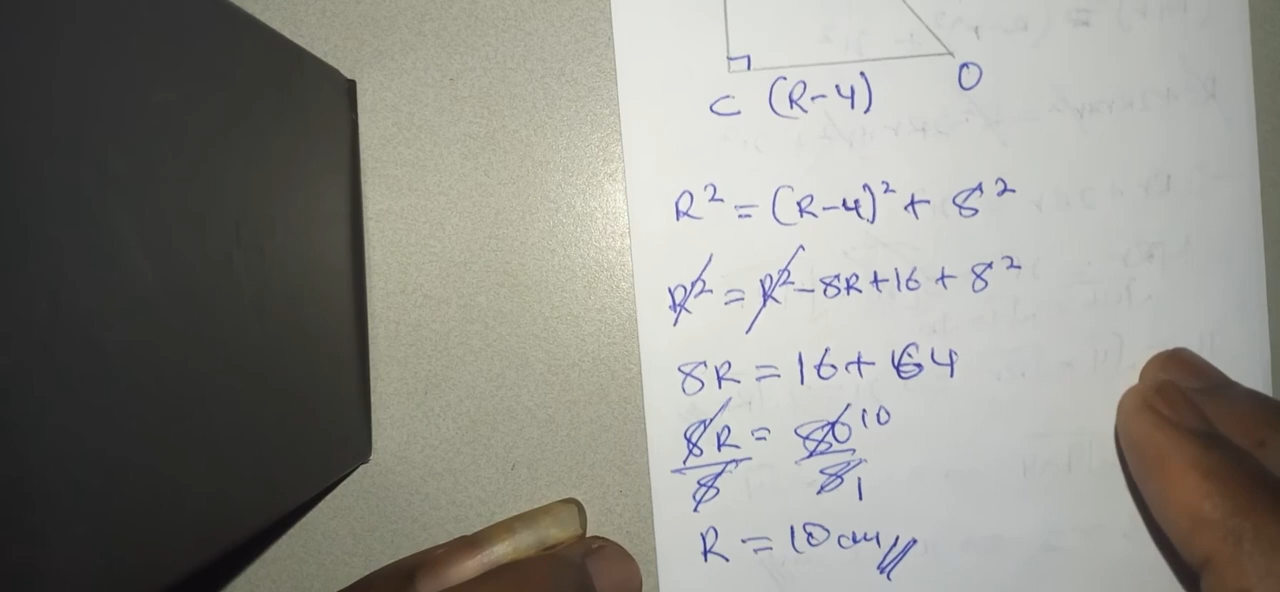 C (R-4) O
R² = (R-4)² + 8²
R² = R² - 8R + 16 + 8²
8R = 16 + 64
8R/8 = 80/8 10 1
R = 10cm